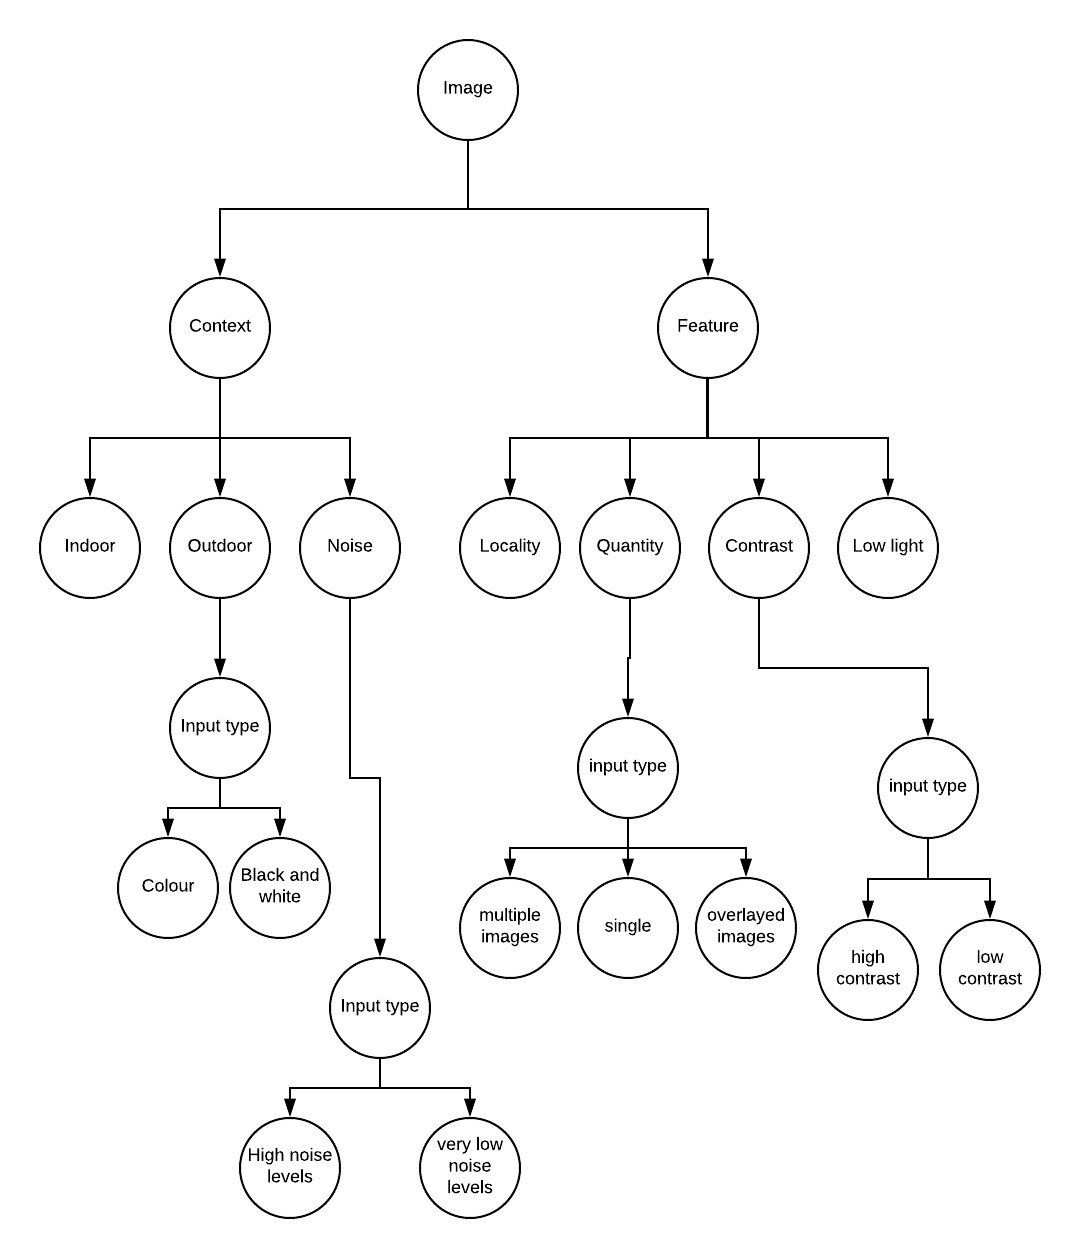 Image
Context
Feature
Indoor
Outdoor
Noise
Locality
Quantity
Contrast
Low light
Input type
input type
input type
Colour
Black and
white
multiple
images
single
overlayed
images
high
contrast
low
contrast
Input type
High noise
levels
very low
noise
levels